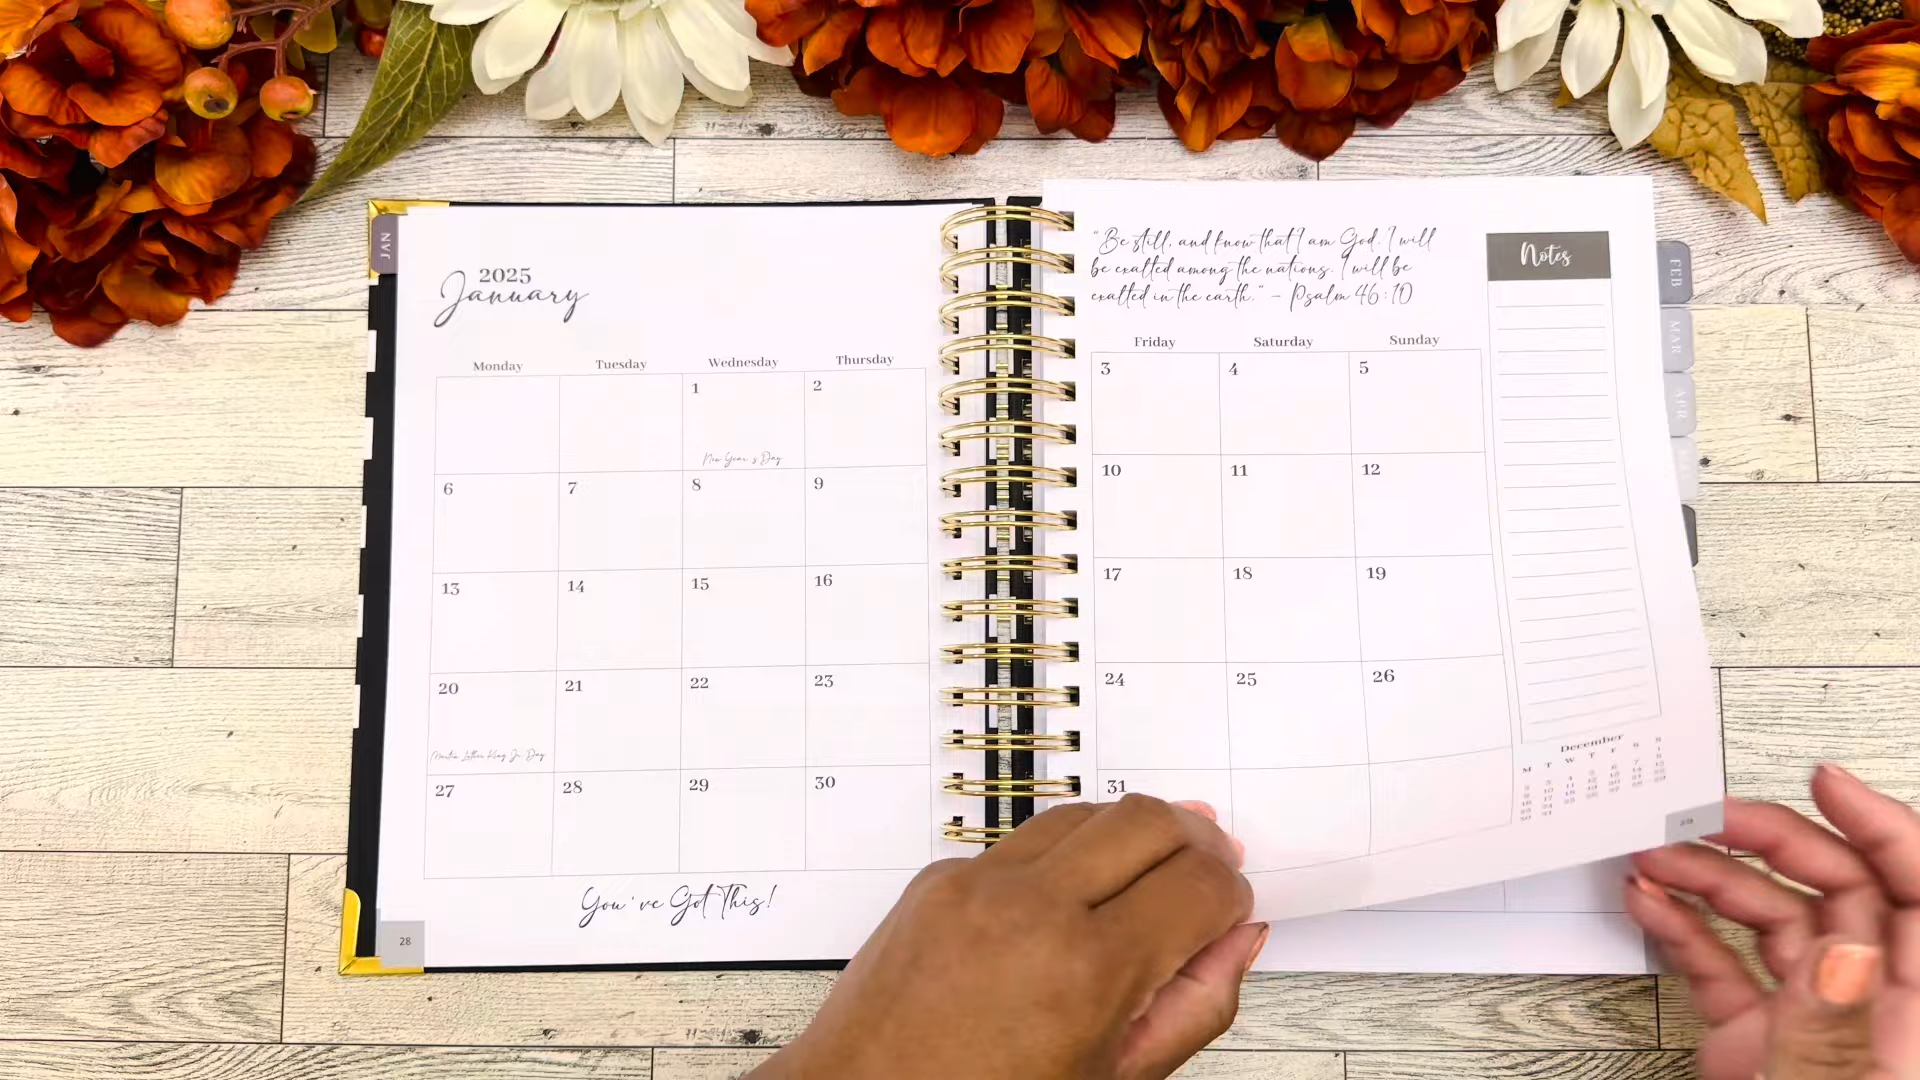 JAN
2025
January
Monday Tuesday Wednesday Thursday
1 2
New Year's Day
6 7 8 9
13 14 15 16
20 21 22 23
Martin Luther King Jr. Day
27 28 29 30
You've Got This!
28
"Be still, and know that I am God. I will
be exalted among the nations, I will be
exalted in the earth." – Psalm 46:10
Friday Saturday Sunday
3 4 5
10 11 12
17 18 19
24 25 26
31
Notes
December
M T W T F S S
29
FEB
MAR
APR